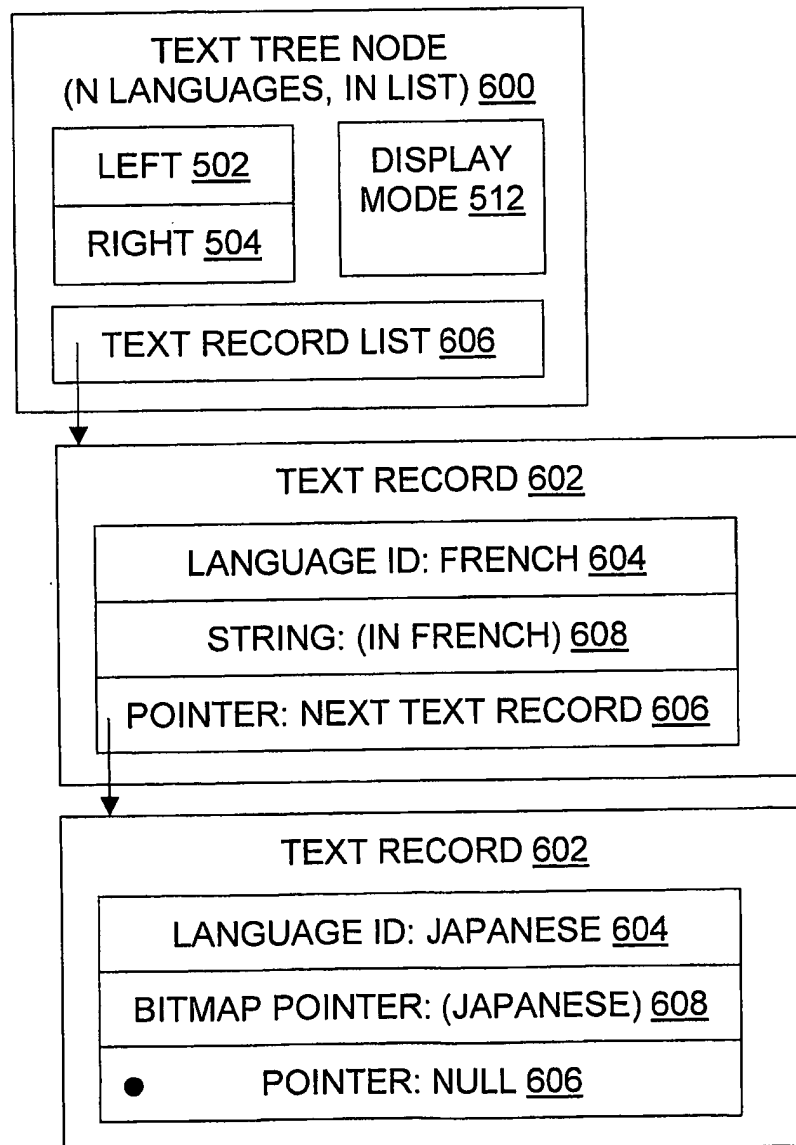 TEXT TREE NODE
(N LANGUAGES, IN LIST) 600
LEFT 502
RIGHT 504
DISPLAY
MODE 512
TEXT RECORD LIST 606
TEXT RECORD 602
LANGUAGE ID: FRENCH 604
STRING: (IN FRENCH) 608
POINTER: NEXT TEXT RECORD 606
TEXT RECORD 602
LANGUAGE ID: JAPANESE 604
BITMAP POINTER: (JAPANESE) 608
POINTER: NULL 606